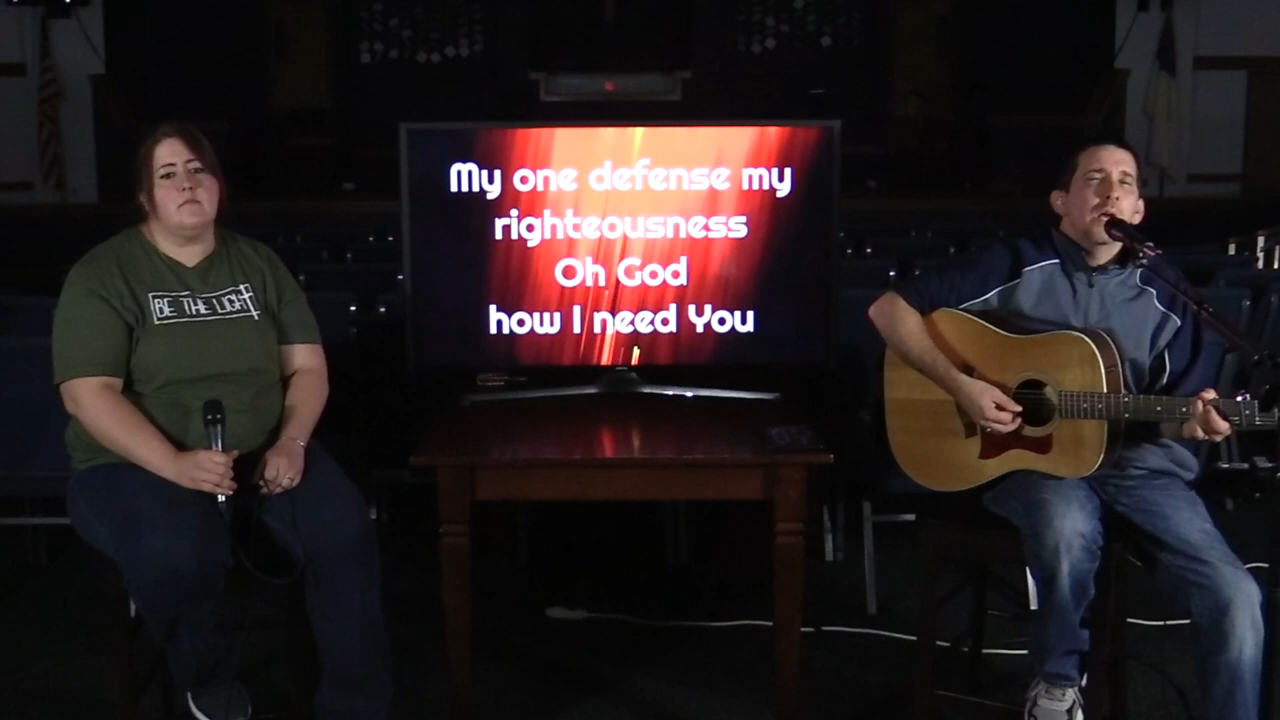 BE THE LIGHT
My one defense my
righteousness
Oh God
how I need You